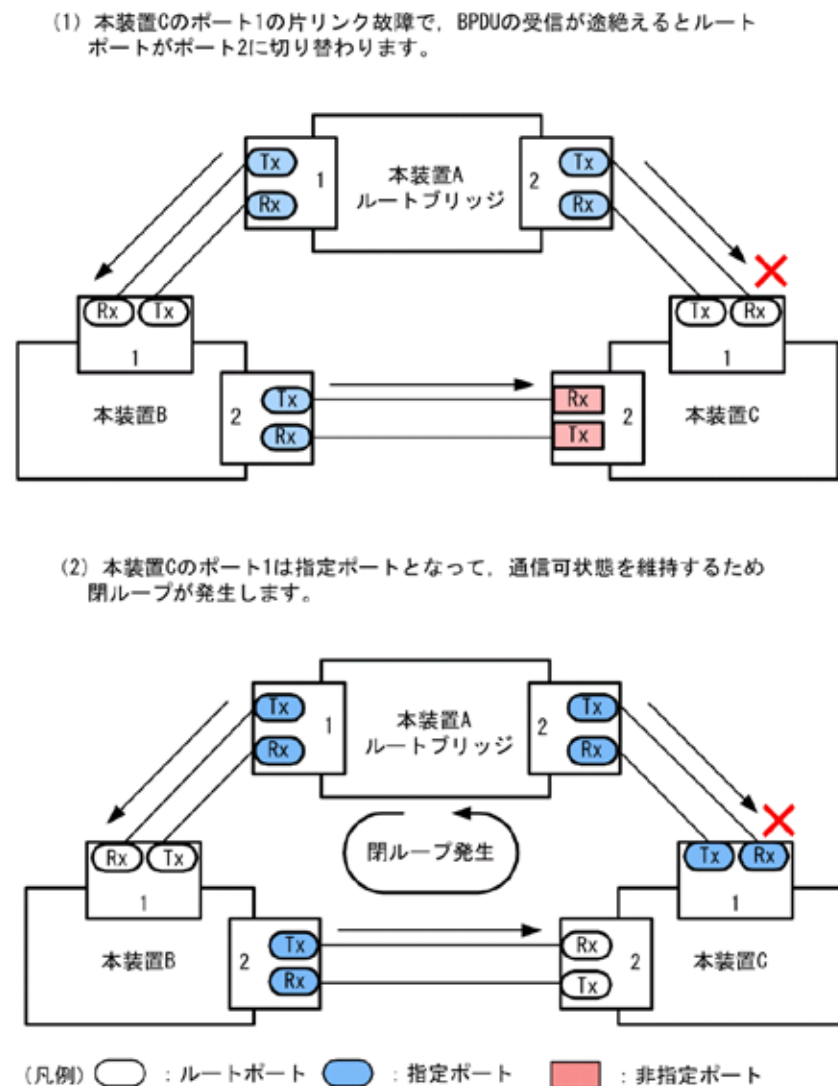 (1) 本装置Cのポート1の片リンク故障で，BPDUの受信が途絶えるとルート
ポートがポート2に切り替わります。
Tx
1
本装置A
2
Tx
Rx
ルートブリッジ
Rx
Rx
Tx
Tx
Rx
1
1
本装置B
2
Tx
Rx
2
本装置C
Rx
Tx
(2) 本装置Cのポート1は指定ポートとなって，通信可状態を維持するため
閉ループが発生します。
Tx
1
本装置A
2
Tx
Rx
ルートブリッジ
Rx
閉ループ発生
Rx
Tx
Tx
Rx
1
1
本装置B
2
Tx
Rx
2
本装置C
Rx
Tx
(凡例) ：ルートポート ：指定ポート ：非指定ポート